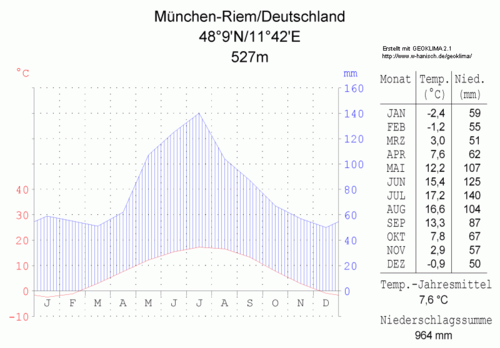 München-Riem/Deutschland
48°9'N/11°42'E
527m
Erstellt mit GEOKLIMA 2.1
http://www.w-hanisch.de/geoklima/
°C
mm
160
140
120
100
40 80
30 60
20 40
10 20
0 0
-10
J F M A M J J A S O N D
Monat Temp. Nied.
(°C) (mm)
JAN -2,4 59
FEB -1,2 55
MRZ 3,0 51
APR 7,6 62
MAI 12,2 107
JUN 15,4 125
JUL 17,2 140
AUG 16,6 104
SEP 13,3 87
OKT 7,8 67
NOV 2,9 57
DEZ -0,9 50
Temp.-Jahresmittel
7,6 °C
Niederschlagssumme
964 mm